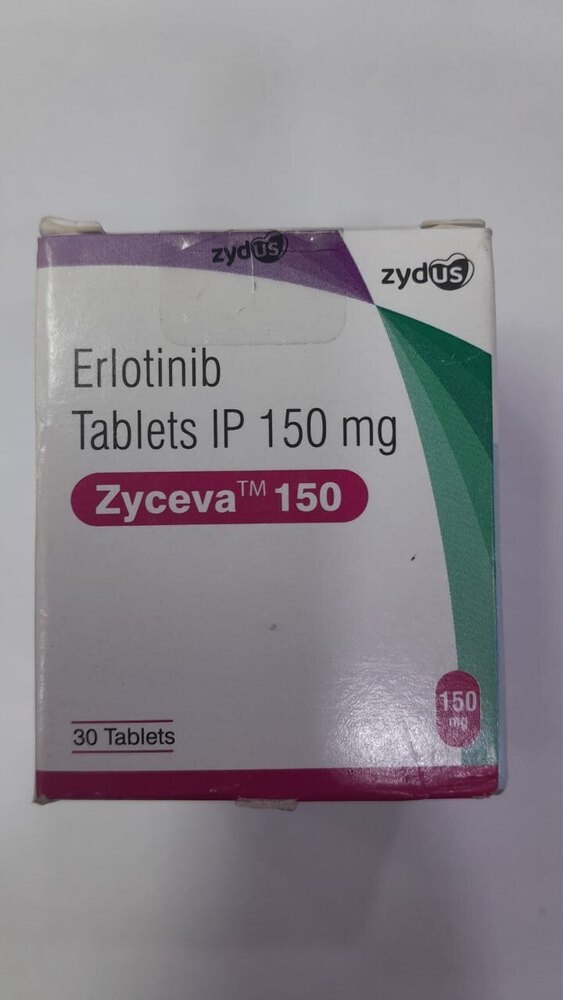 zydus
zydus
Erlotinib
Tablets IP 150 mg
Zyceva™ 150
150
mg
30 Tablets